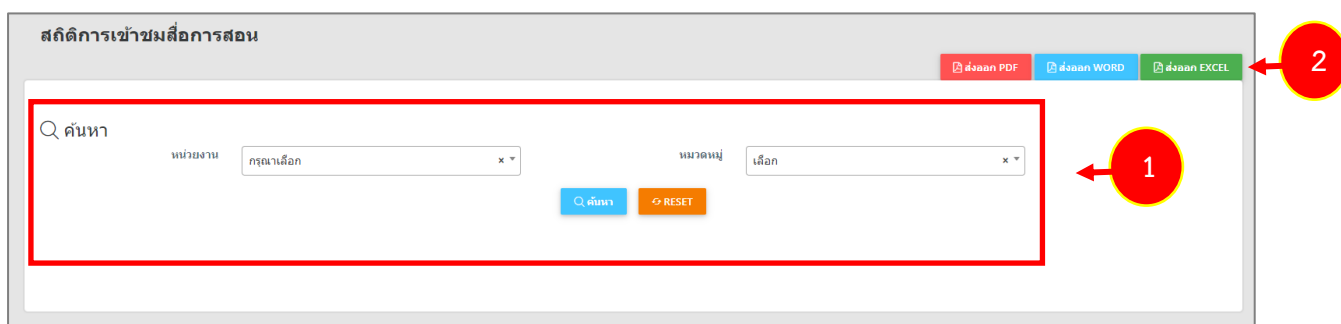 สถิติการเข้าชมสื่อการสอน
ส่งออก PDF ส่งออก WORD ส่งออก EXCEL
2
ค้นหา
หน่วยงาน กรุณาเลือก × หมวดหมู่ เลือก ×
1
ค้นหา RESET